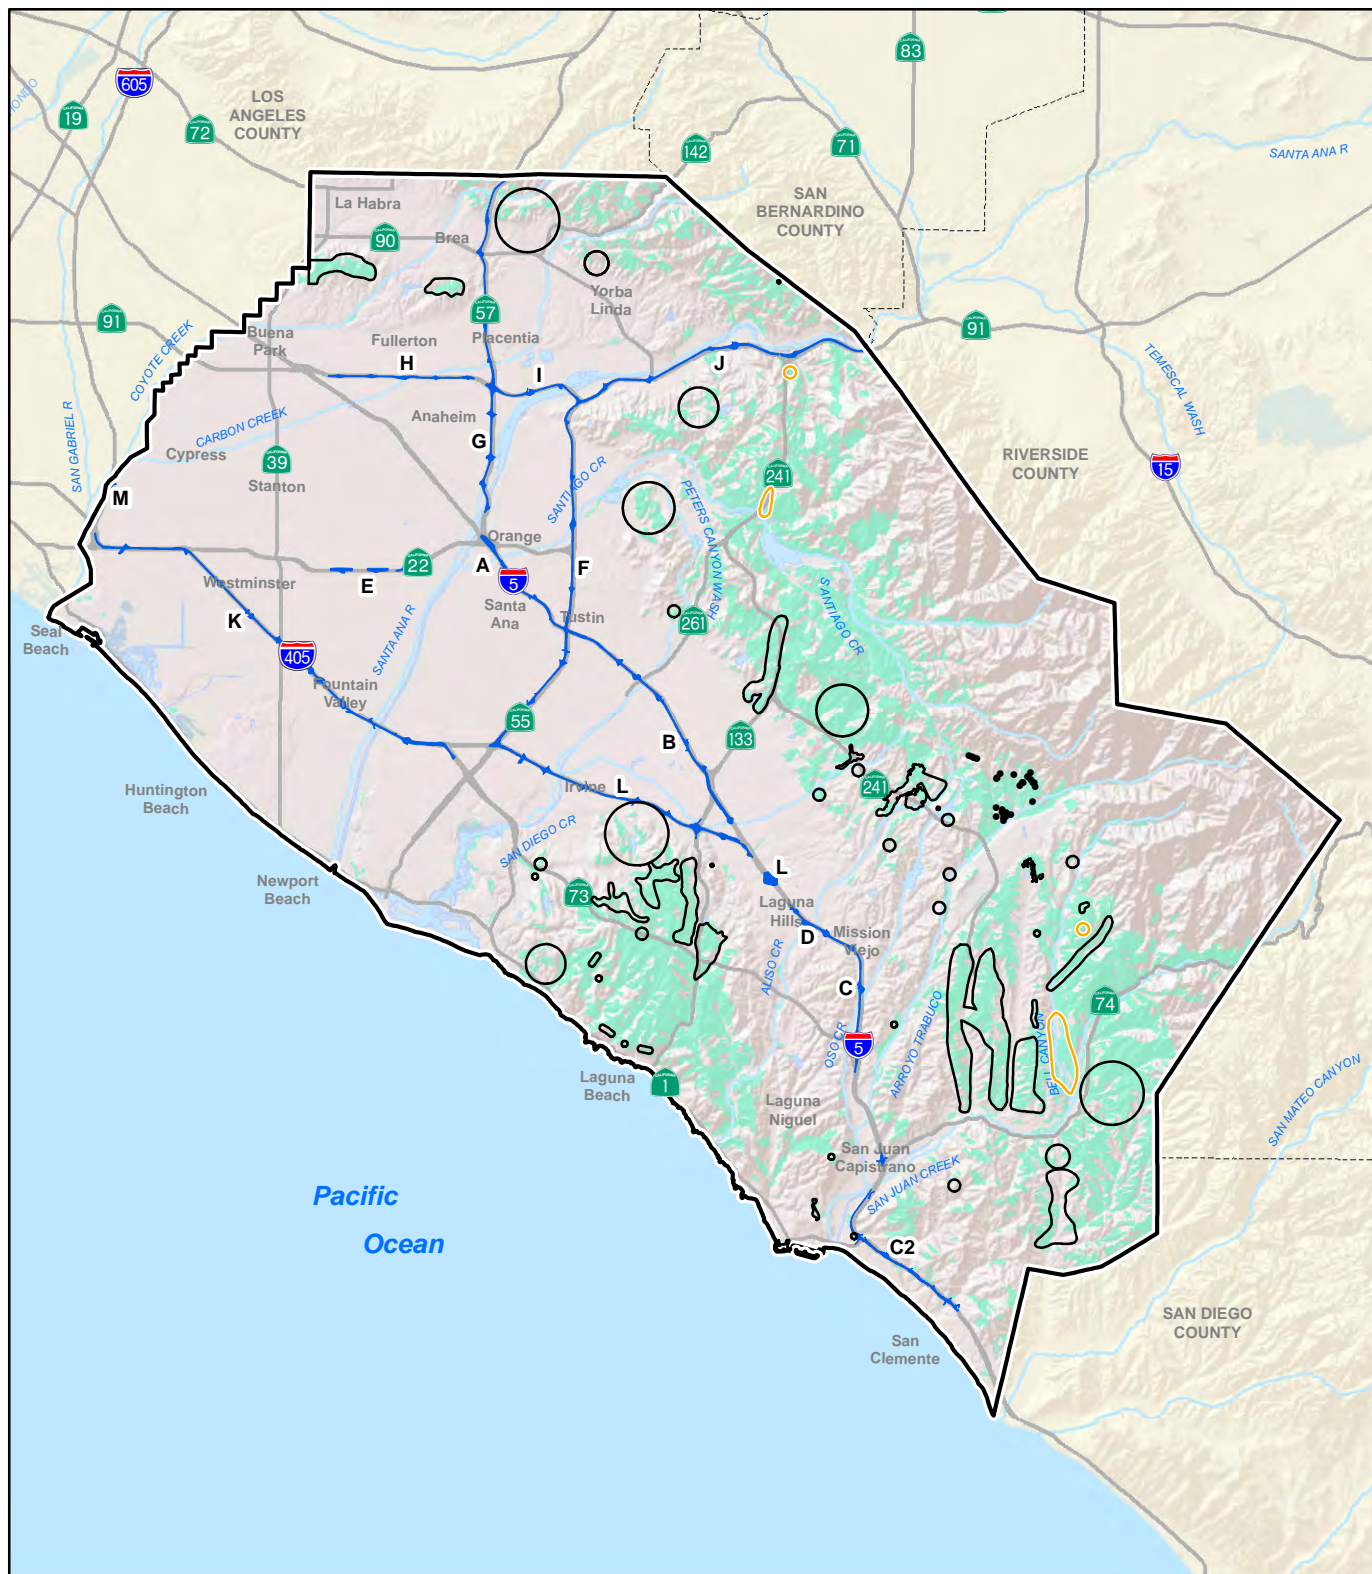 83
605
LOS
ANGELES
COUNTY
19
72
142
71
SANTA ANA R
SAN
BERNARDINO
COUNTY
La Habra
90
Brea
Yorba
Linda
57
91
91
Buena
Park
Fullerton
Placentia
COYOTE CREEK
TEMESCAL WASH
H
I
J
SAN GABRIEL R
CARBON CREEK
Anaheim
G
Cypress
39
Stanton
M
SANTIAGO CR
PETERS CANYON WASH
241
RIVERSIDE
COUNTY
15
Orange
A
F
22
E
Westminster
5
Santa
Ana
Tustin
261
SANTIAGO CR
K
SANTA ANA R
Seal
Beach
405
Fountain
Valley
55
B
133
Huntington
Beach
Irvine
L
241
SAN DIEGO CR
Newport
Beach
73
L
Laguna
Hills
D
Mission
Viejo
ALISO CR
C
ARROYO TRABUCO
OSO CR
5
BELL CANYON
74
Laguna
Beach
1
Laguna
Niguel
SAN MATEO CANYON
San Juan
Capistrano
SAN JUAN CREEK
Pacific
Ocean
C2
San
Clemente
SAN DIEGO
COUNTY